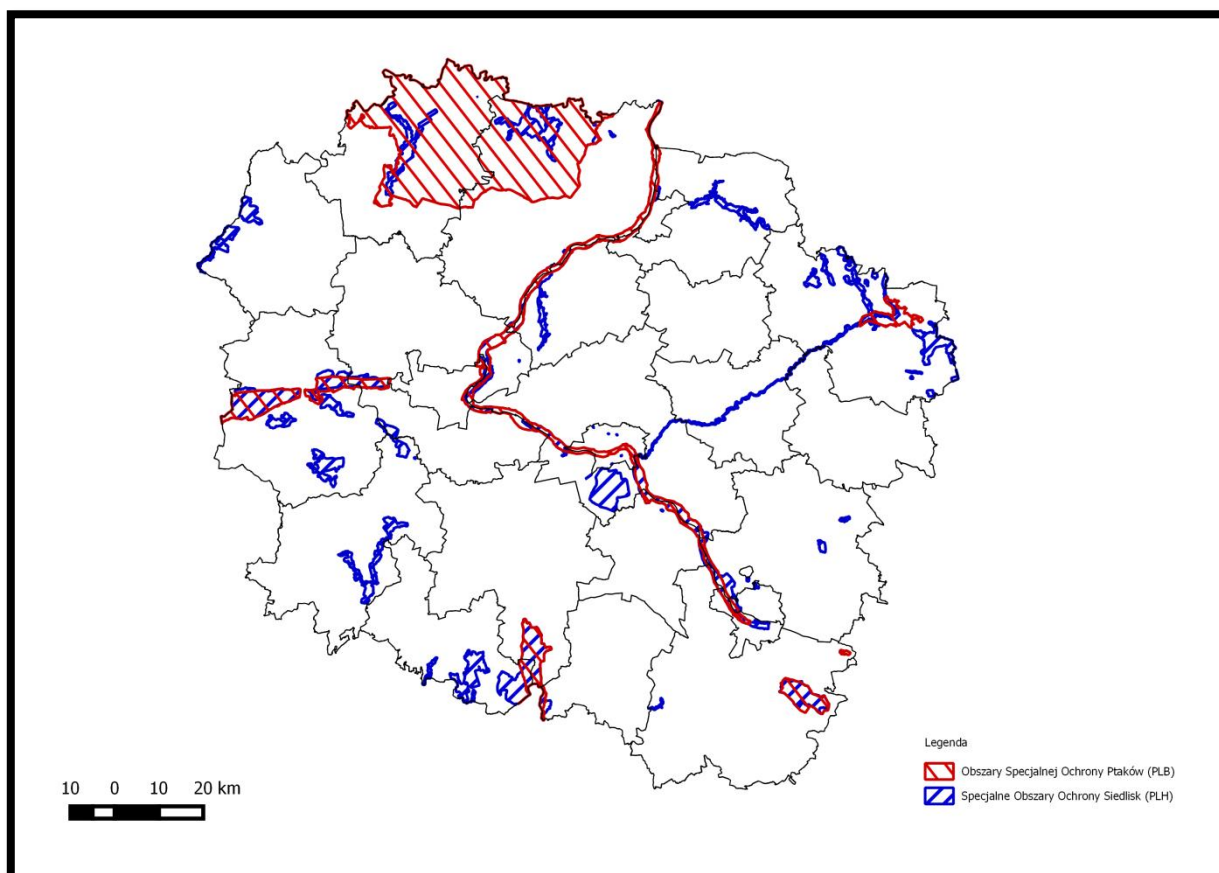 Legenda
Obszary Specjalnej Ochrony Ptaków (PLB)
Specjalne Obszary Ochrony Siedlisk (PLH)
10 0 10 20 km